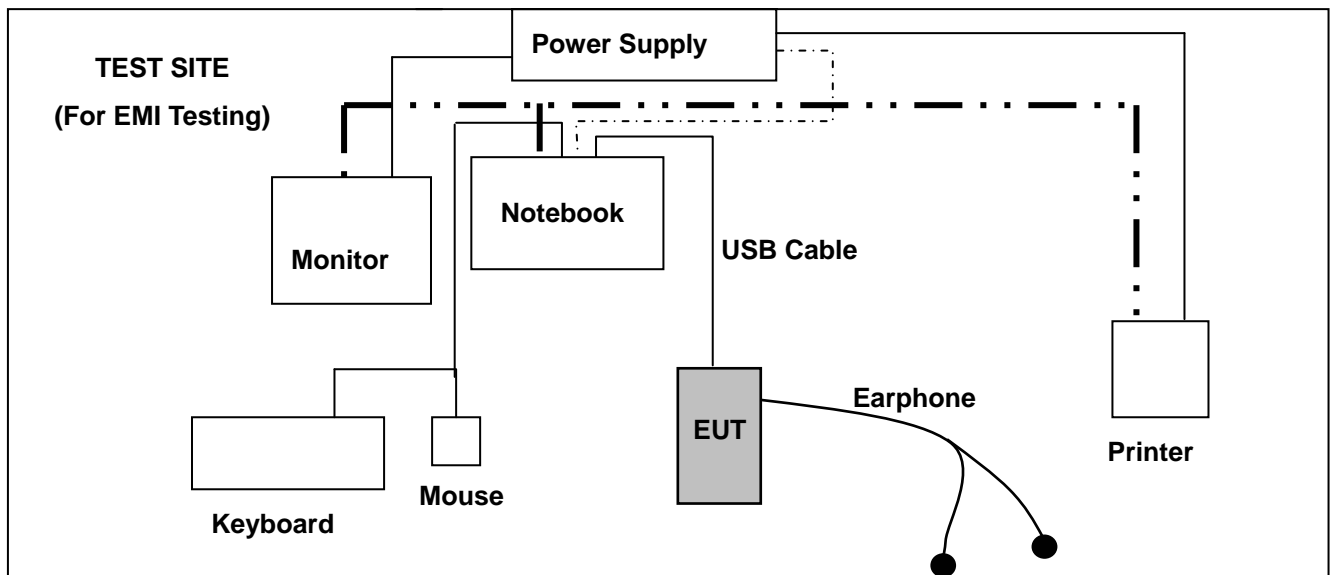 Power Supply
TEST SITE
(For EMI Testing)
Notebook
Monitor
USB Cable
Earphone
EUT
Printer
Mouse
Keyboard